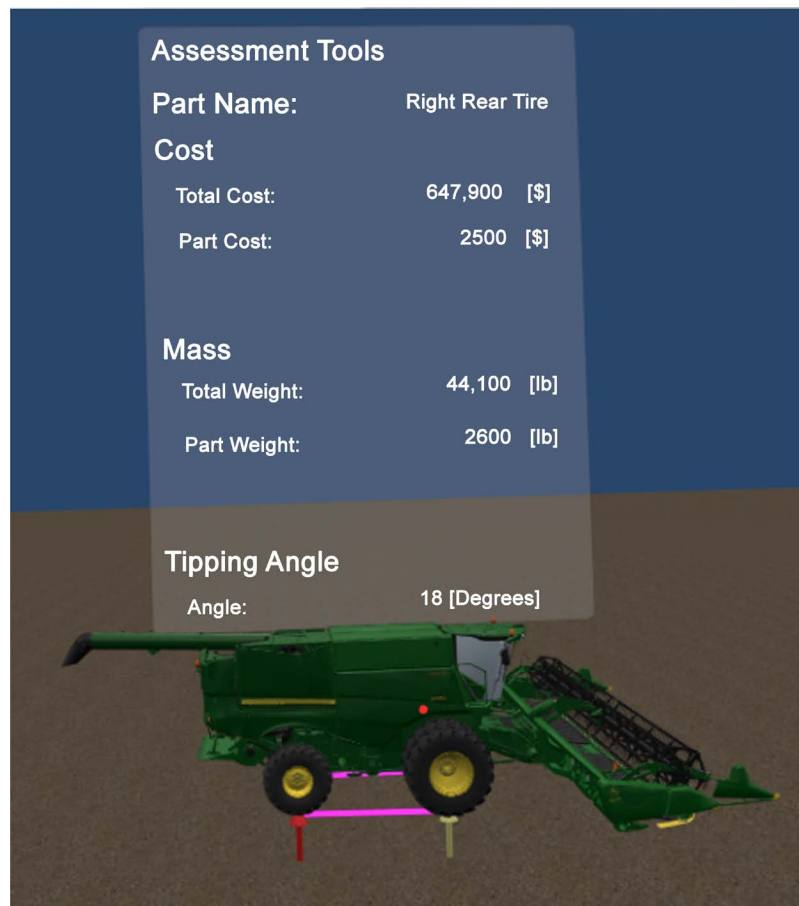 Assessment Tools
Part Name: Right Rear Tire
Cost
Total Cost: 647,900 [$]
Part Cost: 2500 [$]
Mass
Total Weight: 44,100 [lb]
Part Weight: 2600 [lb]
Tipping Angle
Angle: 18 [Degrees]